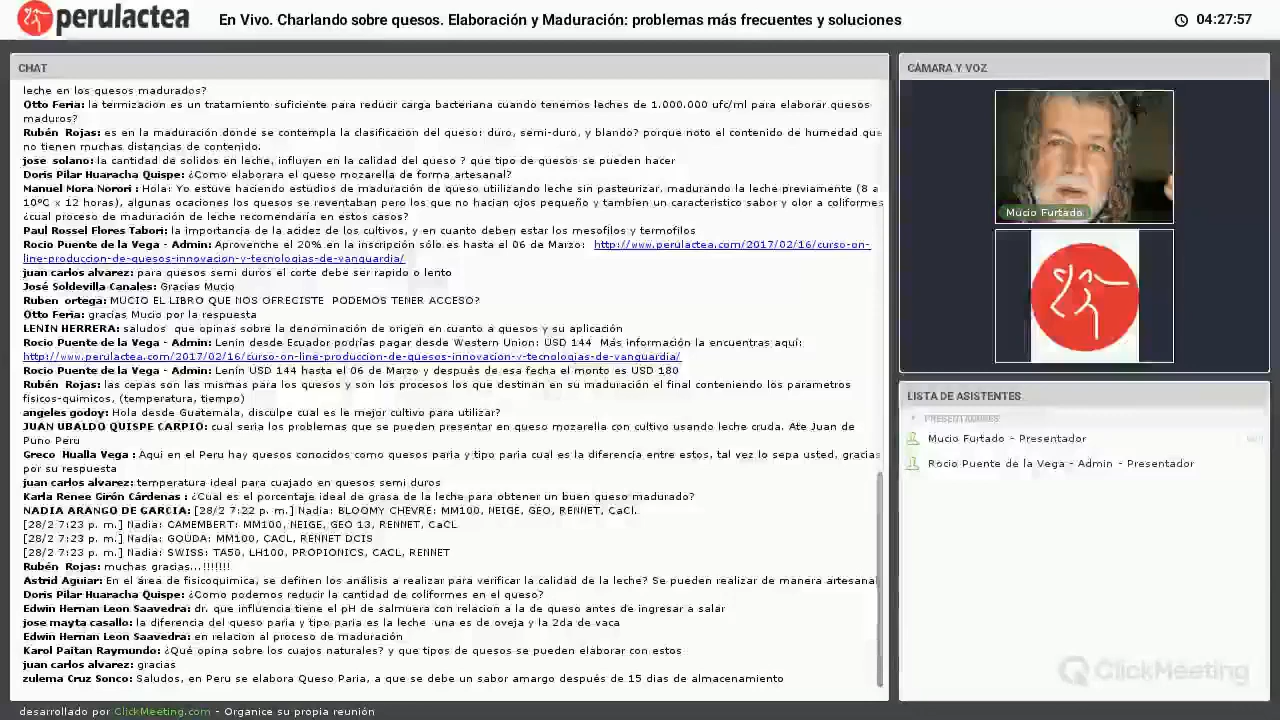 perulactea
En Vivo. Charlando sobre quesos. Elaboración y Maduración: problemas más frecuentes y soluciones
04:27:57
CHAT
leche en los quesos madurados?
Otto Feria: la termización es un tratamiento suficiente para reducir carga bacteriana cuando tenemos leches de 1.000.000 ufc/ml para elaborar quesos
maduros?
Rubén Rojas: es en la maduración.donde se contempla la clasificación del queso: duro, semi-duro, y blando? porque noto el contenido de humedad que
no tienen muchas distancias de contenido.
jose solano: la cantidad de solidos en leche, influyen en la calidad del queso ? que tipo de quesos se pueden hacer
Doris Pilar Huaracha Quispe: ¿Como elaborara el queso mozarella de forma artesanal?
Manuel Nora Norori : Hola: Yo estuve haciendo estudios de maduración de queso utiilizando leche sin pasteurizar, madurando la leche previamente (8 a
10°C x 12 horas), algunas ocaciones los quesos se reventaban pero los que no hacian ojos pequeño y tambien un caracteristico sabor y olor a coliformes
¿cual proceso de maduración de leche recomendaría en estos casos?
Paul Rossel Flores Tabori: la importancia de la acidez de los cultivos, y en cuanto deben estar los mesofilos y termofilos
Rocio Puente de la Vega - Admin: Aprovenche el 20% en la inscripción sólo es hasta el 06 de Marzo: http://www.perulactea.com/2017/02/16/curso-on-
line-produccion-de-quesos-innovacion-y-tecnologias-de-vanguardia/
juan carlos alvarez: para quesos semi duros el corte debe ser rapido o lento
José Soldevilla Canales: Gracias Mucio
Ruben ortega: MUCIO EL LIBRO QUE NOS OFRECISTE PODEMOS TENER ACCESO?
Otto Feria: gracias Mucio por la respuesta
LENIN HERRERA: saludos que opinas sobre la denominación de origen en cuanto a quesos y su aplicación
Rocio Puente de la Vega - Admin: Lenín desde Ecuador podrías pagar desde Western Union: USD 144 Más información la encuentras aquí:
http://www.perulactea.com/2017/02/16/curso-on-line-produccion-de-quesos-innovacion-y-tecnologias-de-vanguardia/
Rocio Puente de la Vega - Admin: Lenín USD 144 hasta el 06 de Marzo y después de esa fecha el monto es USD 180
Rubén Rojas: las cepas son las mismas para los quesos y son los procesos los que destinan en su maduración el final conteniendo los parametros
físicos-quimicos, (temperatura, tiempo)
angeles godoy: Hola desde Guatemala, disculpe cual es le mejor cultivo para utilizar?
JUAN UBALDO QUISPE CARPIO: cual seria los problemas que se pueden presentar en queso mozarella con cultivo usando leche cruda. Ate Juan de
Puno Peru
Greco Hualla Vega : Aqui en el Peru hay quesos conocidos como quesos paria y tipo paria cual es la diferencia entre estos, tal vez lo sepa usted, gracias
por su respuesta
juan carlos alvarez: temperatura ideal para cuajado en quesos semi duros
Karla Renee Girón Cárdenas : ¿Cual es el porcentaje ideal de grasa de la leche para obtener un buen queso madurado?
NADIA ARANGO DE GARCIA: [28/2 7:22 p. m.] Nadia: BLOOMY CHEVRE: MM100, NEIGE, GEO, RENNET, CaCl.
[28/2 7:23 p. m.] Nadia: CAMEMBERT: MM100, NEIGE, GEO 13, RENNET, CaCL
[28/2 7:23 p. m.] Nadia: GOUDA: MM100, CACL, RENNET DCIS
[28/2 7:23 p. m.] Nadia: SWISS: TA50, LH100, PROPIONICS, CACL, RENNET
Rubén Rojas: muchas gracias...!!!!!!!
Astrid Aguiar: En el área de fisicoquimica, se definen los análisis a realizar para verificar la calidad de la leche? Se pueden realizar de manera artesanal
Doris Pilar Huaracha Quispe: ¿Como podemos reducir la cantidad de coliformes en el queso?
Edwin Hernan Leon Saavedra: dr. que influencia tiene el pH de salmuera con relacion a la de queso antes de ingresar a salar
jose mayta casallo: la diferencia del queso paria y tipo paria es la leche una es de oveja y la 2da de vaca
Edwin Hernan Leon Saavedra: en relacion al proceso de maduración
Karol Paitan Raymundo: ¿Qué opina sobre los cuajos naturales? y que tipos de quesos se pueden elaborar con estos
juan carlos alvarez: gracias
zulema Cruz Sonco: Saludos, en Peru se elabora Queso Paria, a que se debe un sabor amargo después de 15 dias de almacenamiento
CÁMARA Y VOZ
Mucio Furtado
LISTA DE ASISTENTES
PRESENTADORES
Mucio Furtado - Presentador
Rocio Puente de la Vega - Admin - Presentador
ClickMeeting
desarrollado por ClickMeeting.com - Organice su propia reunión